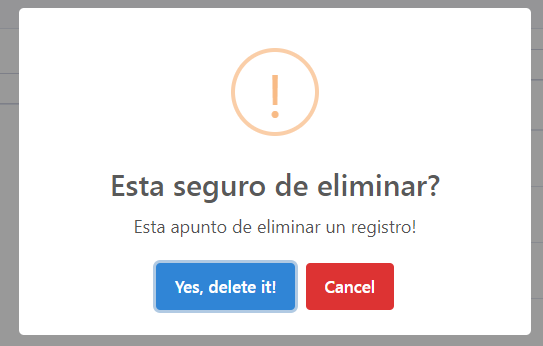 Esta seguro de eliminar?
Esta apunto de eliminar un registro!
Yes, delete it! Cancel